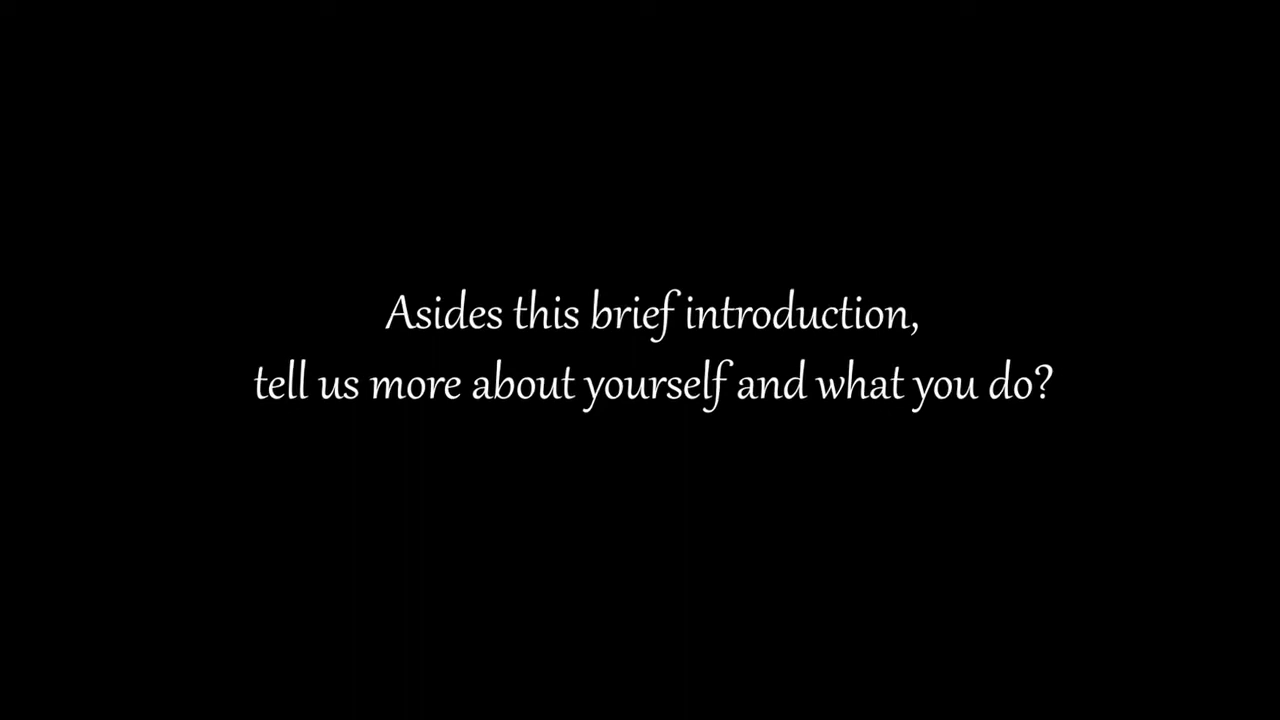 Asides this brief introduction,
tell us more about yourself and what you do?